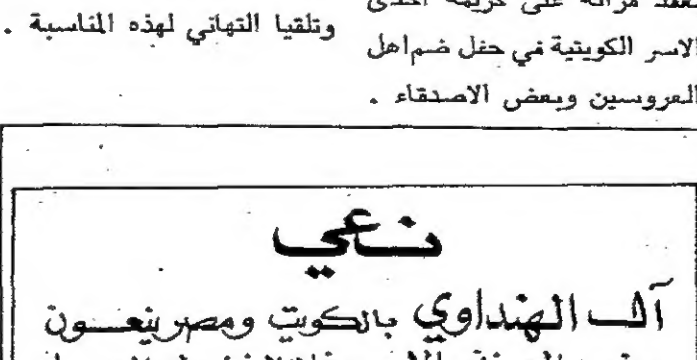 الاسر الكويتية في حفل ضم اهل
العروسين وبعض الاصدقاء .
وتلقيا التهاني لهذه المناسبة .
نعي
آل الهنداوي بالكويت ومصر ينعون